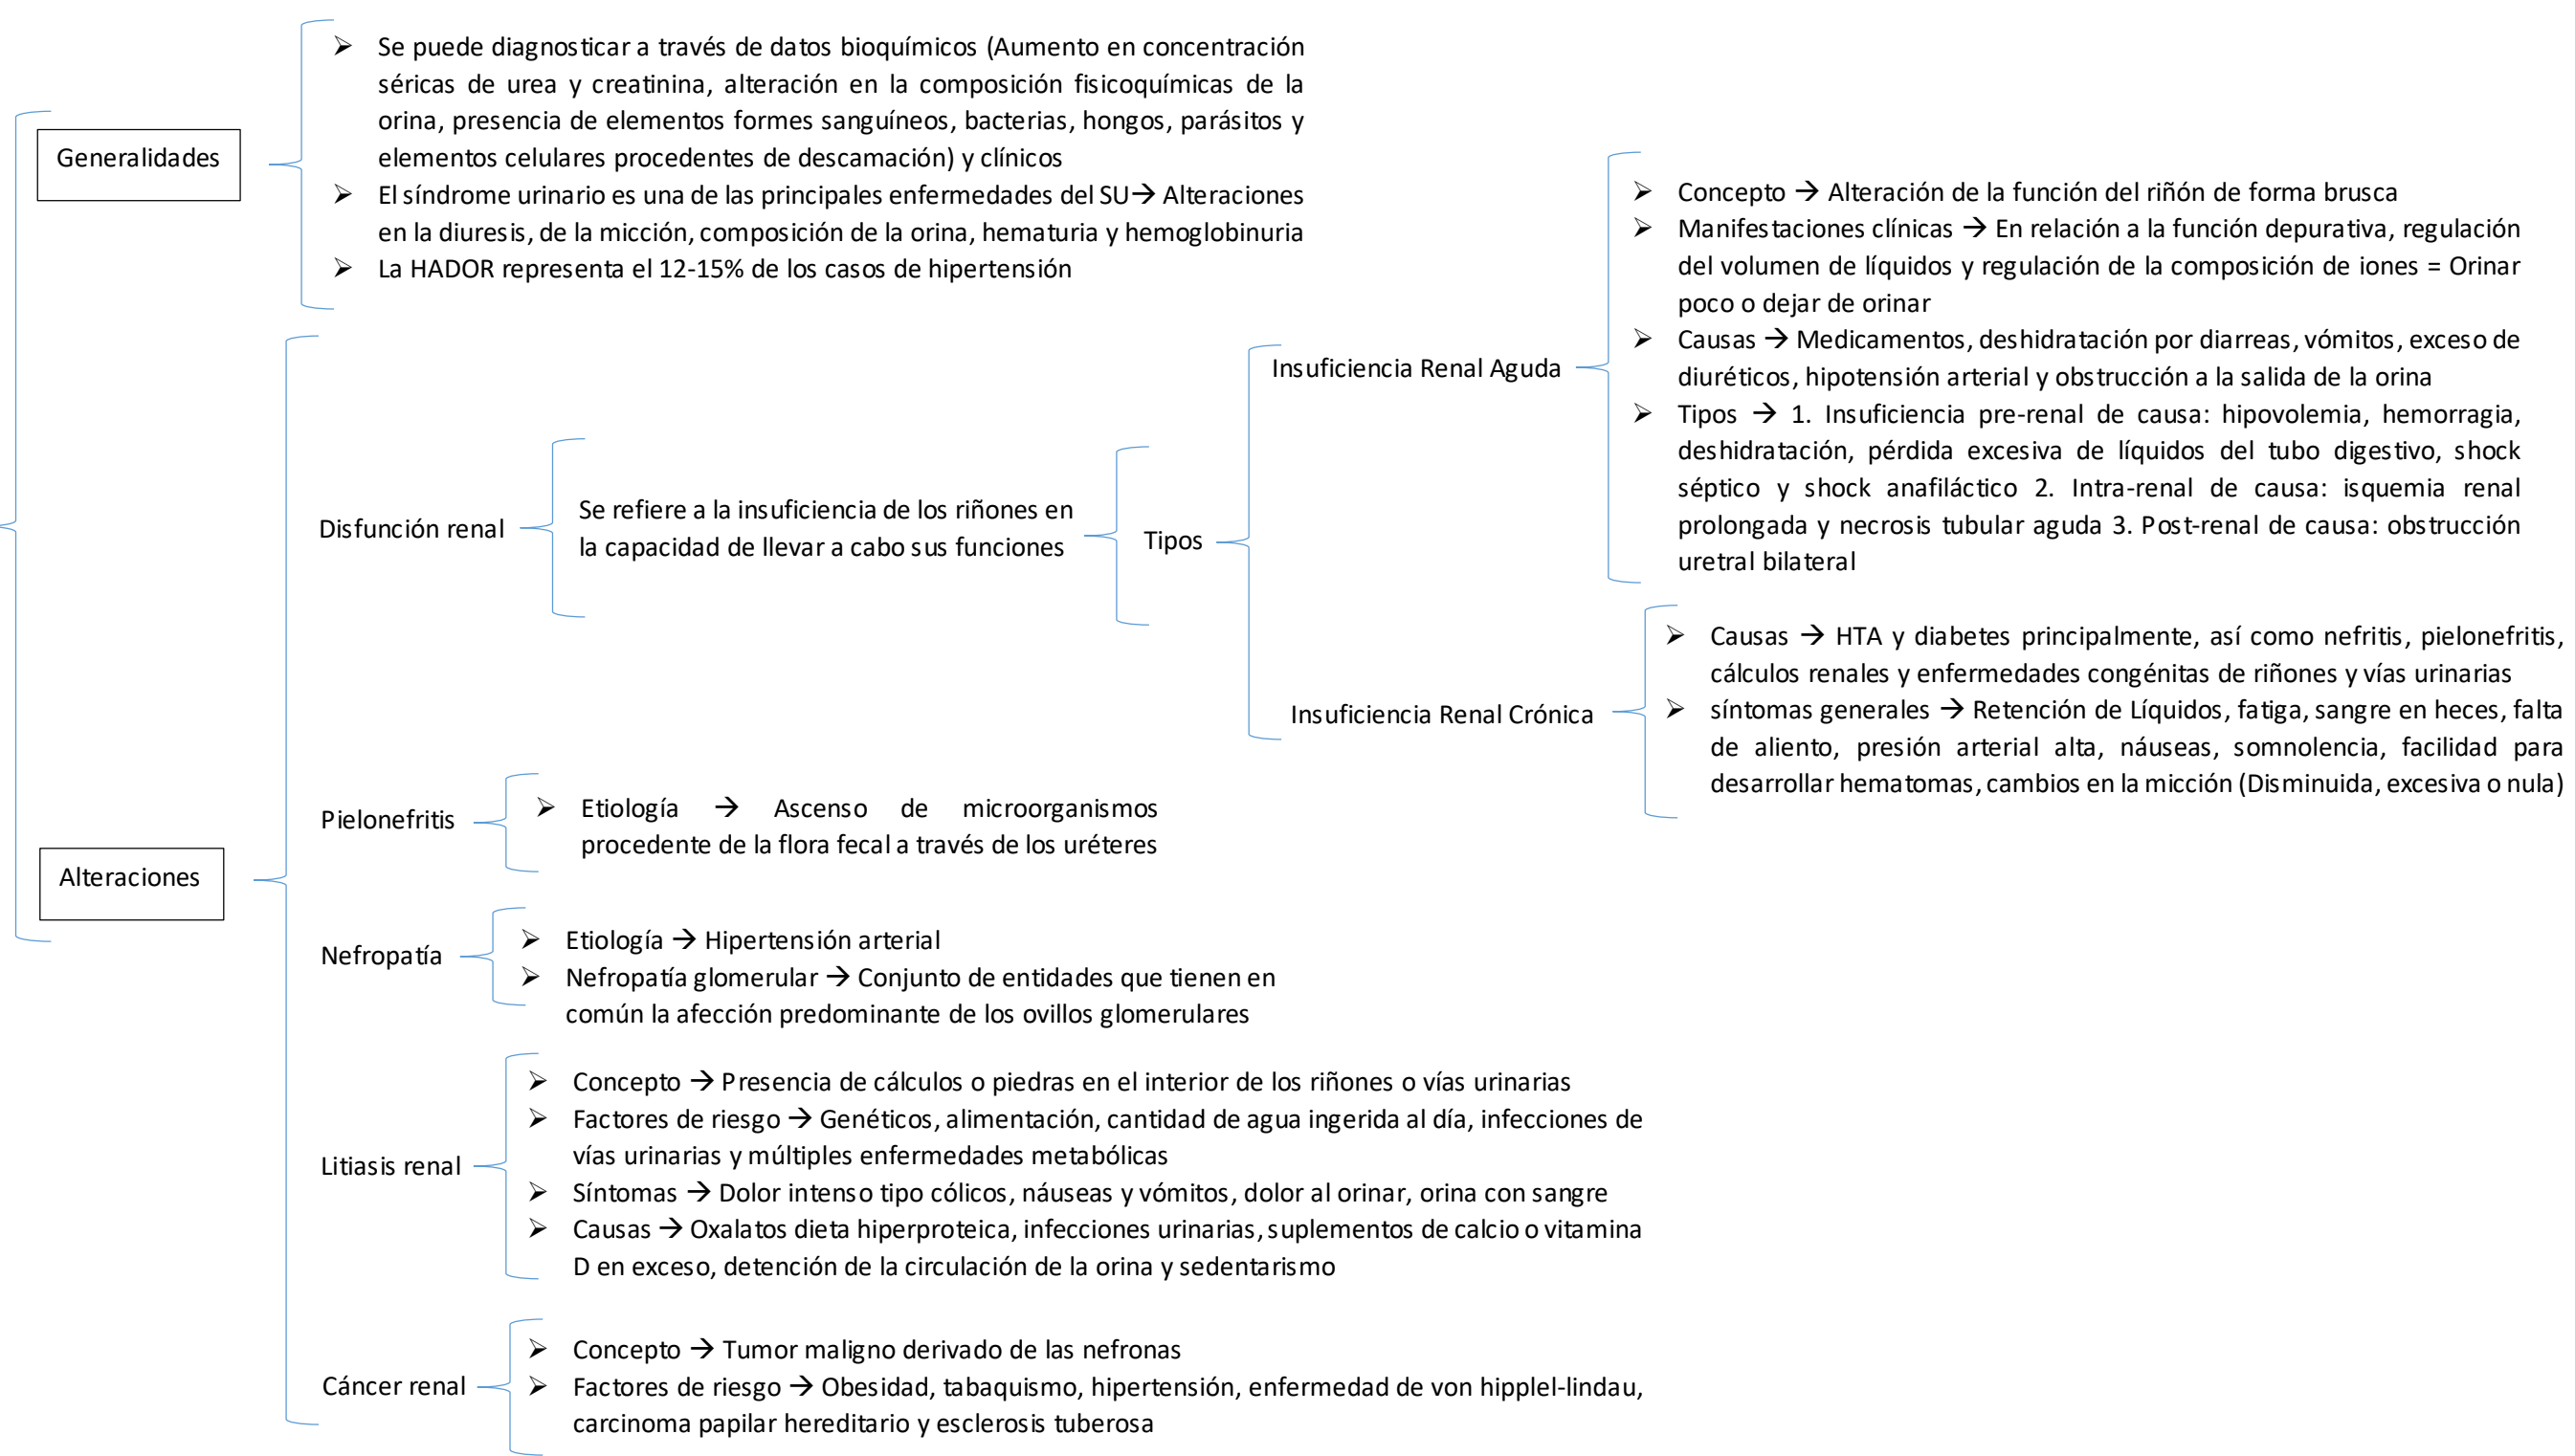 Generalidades
➢ Se puede diagnosticar a través de datos bioquímicos (Aumento en concentración
séricas de urea y creatinina, alteración en la composición fisicoquímicas de la
orina, presencia de elementos formes sanguíneos, bacterias, hongos, parásitos y
elementos celulares procedentes de descamación) y clínicos
➢ El síndrome urinario es una de las principales enfermedades del SU→ Alteraciones
en la diuresis, de la micción, composición de la orina, hematuria y hemoglobinuria
➢ La HADOR representa el 12-15% de los casos de hipertensión
Alteraciones
Disfunción renal
Se refiere a la insuficiencia de los riñones en
la capacidad de llevar a cabo sus funciones
Tipos
Insuficiencia Renal Aguda
➢ Concepto → Alteración de la función del riñón de forma brusca
➢ Manifestaciones clínicas → En relación a la función depurativa, regulación
del volumen de líquidos y regulación de la composición de iones = Orinar
poco o dejar de orinar
➢ Causas → Medicamentos, deshidratación por diarreas, vómitos, exceso de
diuréticos, hipotensión arterial y obstrucción a la salida de la orina
➢ Tipos → 1. Insuficiencia pre-renal de causa: hipovolemia, hemorragia,
deshidratación, pérdida excesiva de líquidos del tubo digestivo, shock
séptico y shock anafiláctico 2. Intra-renal de causa: isquemia renal
prolongada y necrosis tubular aguda 3. Post-renal de causa: obstrucción
uretral bilateral
Insuficiencia Renal Crónica
➢ Causas → HTA y diabetes principalmente, así como nefritis, pielonefritis,
cálculos renales y enfermedades congénitas de riñones y vías urinarias
➢ síntomas generales → Retención de Líquidos, fatiga, sangre en heces, falta
de aliento, presión arterial alta, náuseas, somnolencia, facilidad para
desarrollar hematomas, cambios en la micción (Disminuida, excesiva o nula)
Pielonefritis
➢ Etiología → Ascenso de microorganismos
procedente de la flora fecal a través de los uréteres
Nefropatía
➢ Etiología → Hipertensión arterial
➢ Nefropatía glomerular → Conjunto de entidades que tienen en
común la afección predominante de los ovillos glomerulares
Litiasis renal
➢ Concepto → Presencia de cálculos o piedras en el interior de los riñones o vías urinarias
➢ Factores de riesgo → Genéticos, alimentación, cantidad de agua ingerida al día, infecciones de
vías urinarias y múltiples enfermedades metabólicas
➢ Síntomas → Dolor intenso tipo cólicos, náuseas y vómitos, dolor al orinar, orina con sangre
➢ Causas → Oxalatos dieta hiperproteica, infecciones urinarias, suplementos de calcio o vitamina
D en exceso, detención de la circulación de la orina y sedentarismo
Cáncer renal
➢ Concepto → Tumor maligno derivado de las nefronas
➢ Factores de riesgo → Obesidad, tabaquismo, hipertensión, enfermedad de von hipplel-lindau,
carcinoma papilar hereditario y esclerosis tuberosa